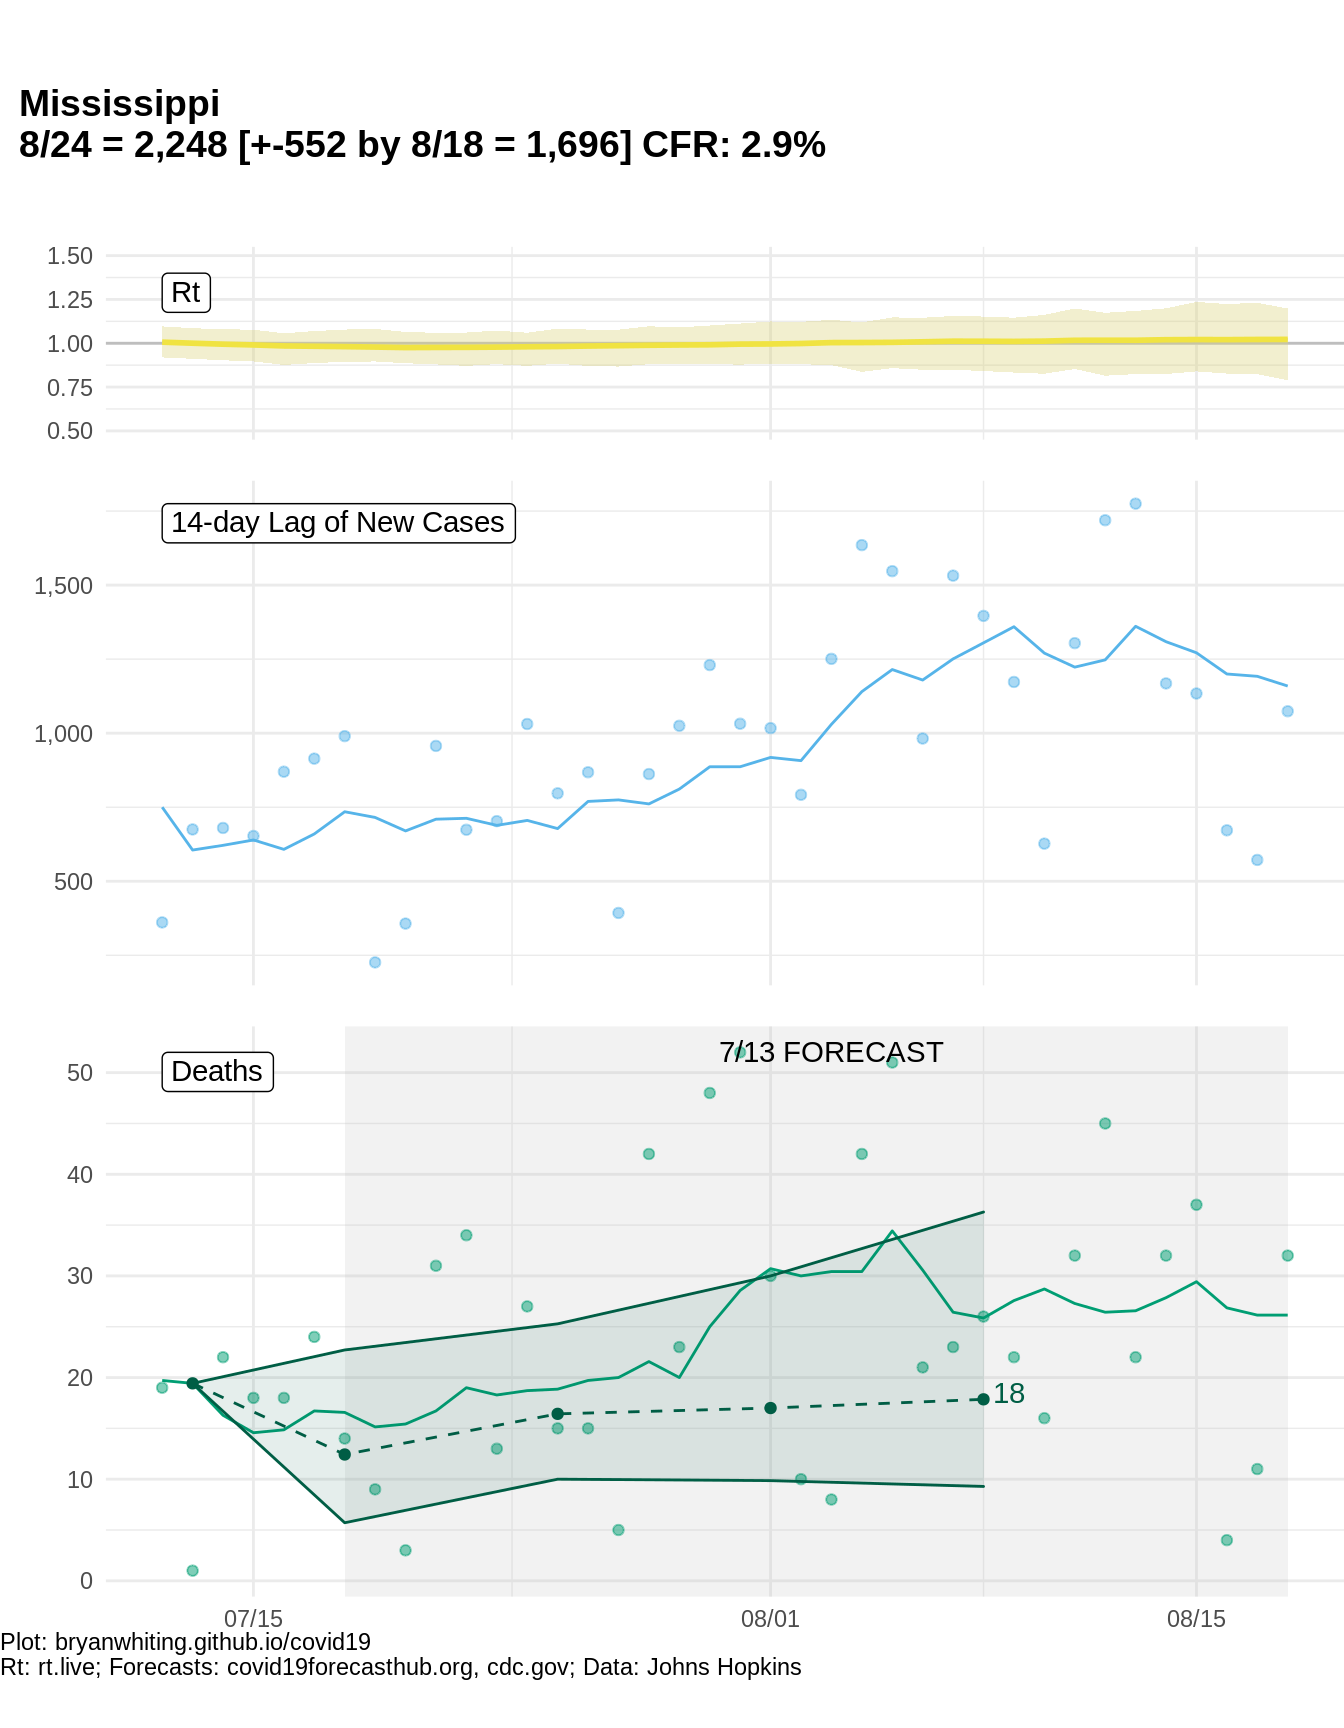 Mississippi
8/24 = 2,248 [+-552 by 8/18 = 1,696] CFR: 2.9%
1.50
Rt
1.25
1.00
0.75
0.50
14-day Lag of New Cases
1,500
1,000
500
7/13 FORECAST
Deaths
50
40
30
20
18
10
0
07/15 08/01 08/15
Plot: bryanwhiting.github.io/covid19
Rt: rt.live; Forecasts: covid19forecasthub.org, cdc.gov; Data: Johns Hopkins